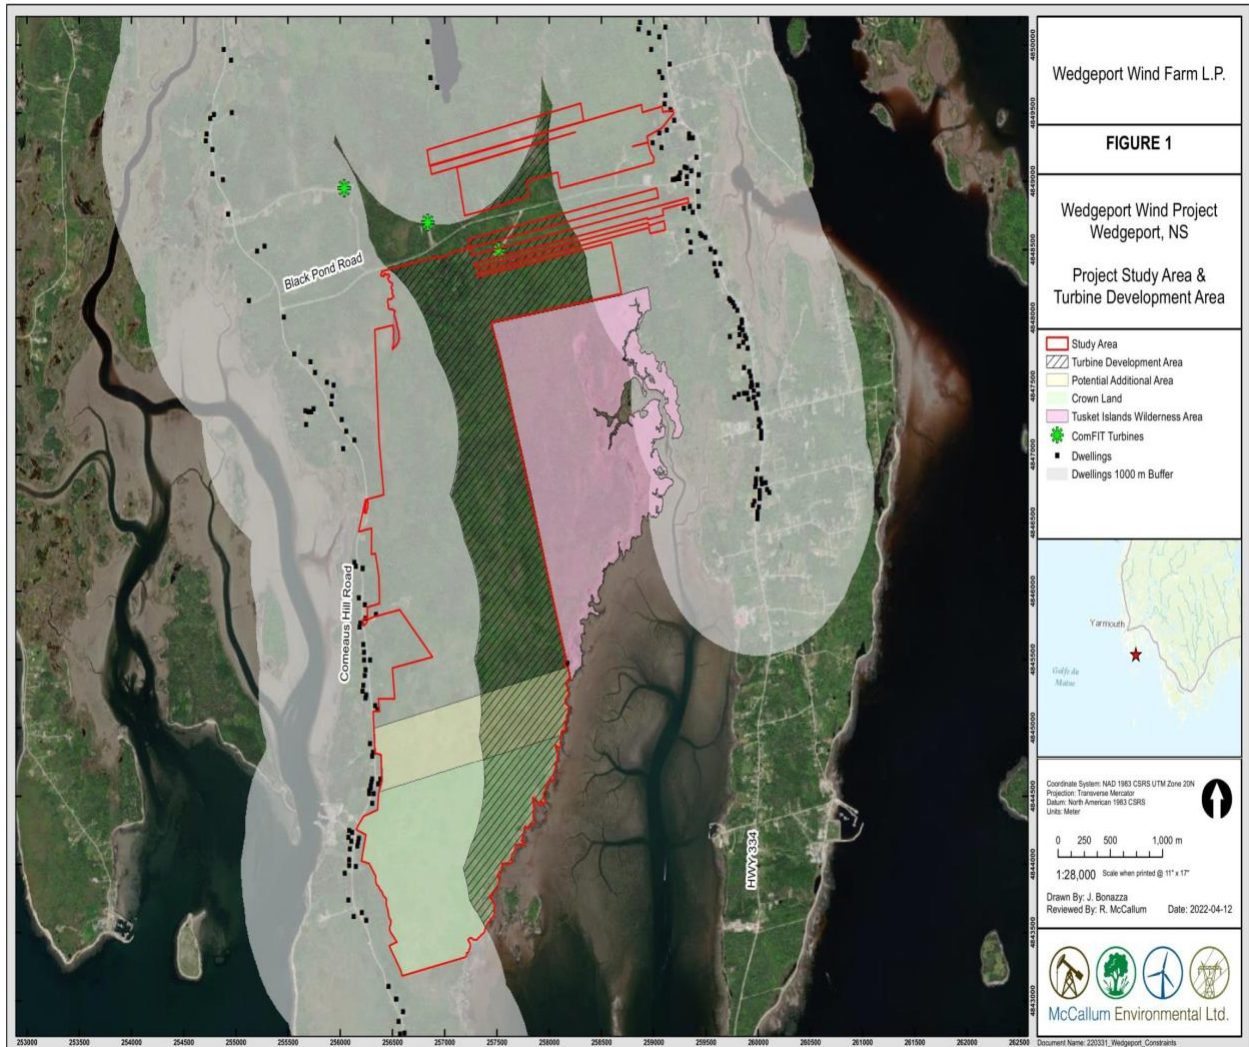 Black Pond Road
Comeaus Hill Road
HWY 334
4850000
4849500
4849000
4848500
4848000
4847500
4847000
4846500
4846000
4845500
4845000
4844500
4844000
4843500
4843000
253000
253500
254000
254500
255000
255500
256000
256500
257000
257500
258000
258500
259000
259500
260000
260500
261000
261500
262000
262500
Wedgeport Wind Farm L.P.
FIGURE 1
Wedgeport Wind Project
Wedgeport, NS
Project Study Area &
Turbine Development Area
Study Area
Turbine Development Area
Potential Additional Area
Crown Land
Tusket Islands Wilderness Area
ComFIT Turbines
Dwellings
Dwellings 1000 m Buffer
Yarmouth
Golfe du
Maine
Coordinate System: NAD 1983 CSRS UTM Zone 20N
Projection: Transverse Mercator
Datum: North American 1983 CSRS
Units: Meter
0 250 500 1,000 m
1:28,000 Scale when printed @ 11" x 17"
Drawn By: J. Bonazza
Reviewed By: R. McCallum Date: 2022-04-12
McCallum Environmental Ltd.
Document Name: 220331_Wedgeport_Constraints